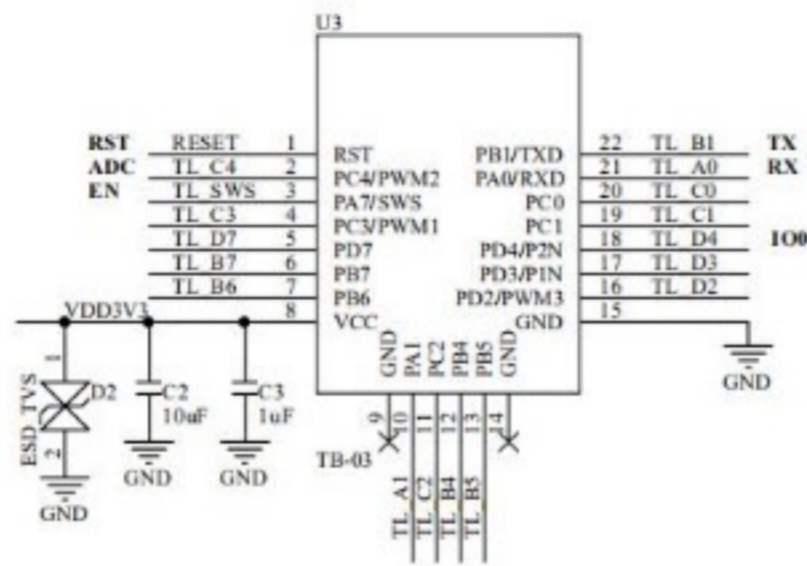 U3
RST RESET 1 RST PB1/TXD 22 TL_B1 TX
ADC TL_C4 2 PC4/PWM2 PA0/RXD 21 TL_A0 RX
EN TL_SWS 3 PA7/SWS PC0 20 TL_C0
TL_C3 4 PC3/PWM1 PC1 19 TL_C1
TL_D7 5 PD7 PD4/P2N 18 TL_D4 IO0
TL_B7 6 PB7 PD3/P1N 17 TL_D3
TL_B6 7 PB6 PD2/PWM3 16 TL_D2
VDD3V3 8 VCC GND 15
GND PA1 PC2 PB4 PB5 GND
GND
1
ESD_TVS D2
2
C2
10uF
C3
1uF
9 10 11 12 13 14
TB-03
GND
GND
GND
TL_A1 TL_C2 TL_B4 TL_B5